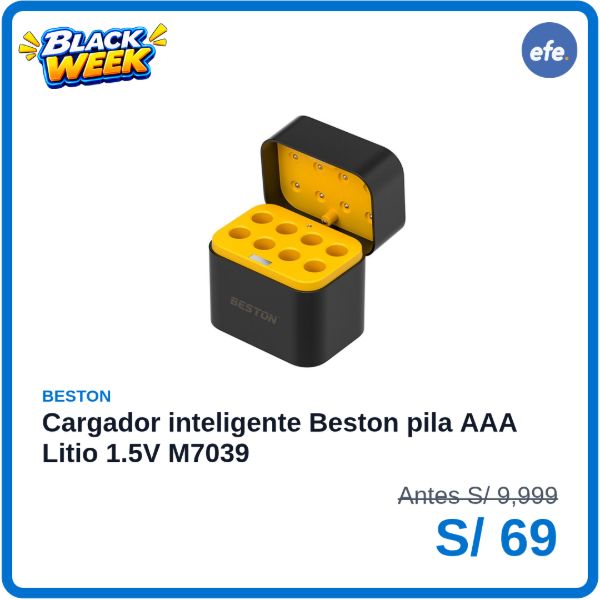 BLACK
WEEK
efe.
BESTON
BESTON
Cargador inteligente Beston pila AAA
Litio 1.5V M7039
Antes S/ 9,999
S/ 69